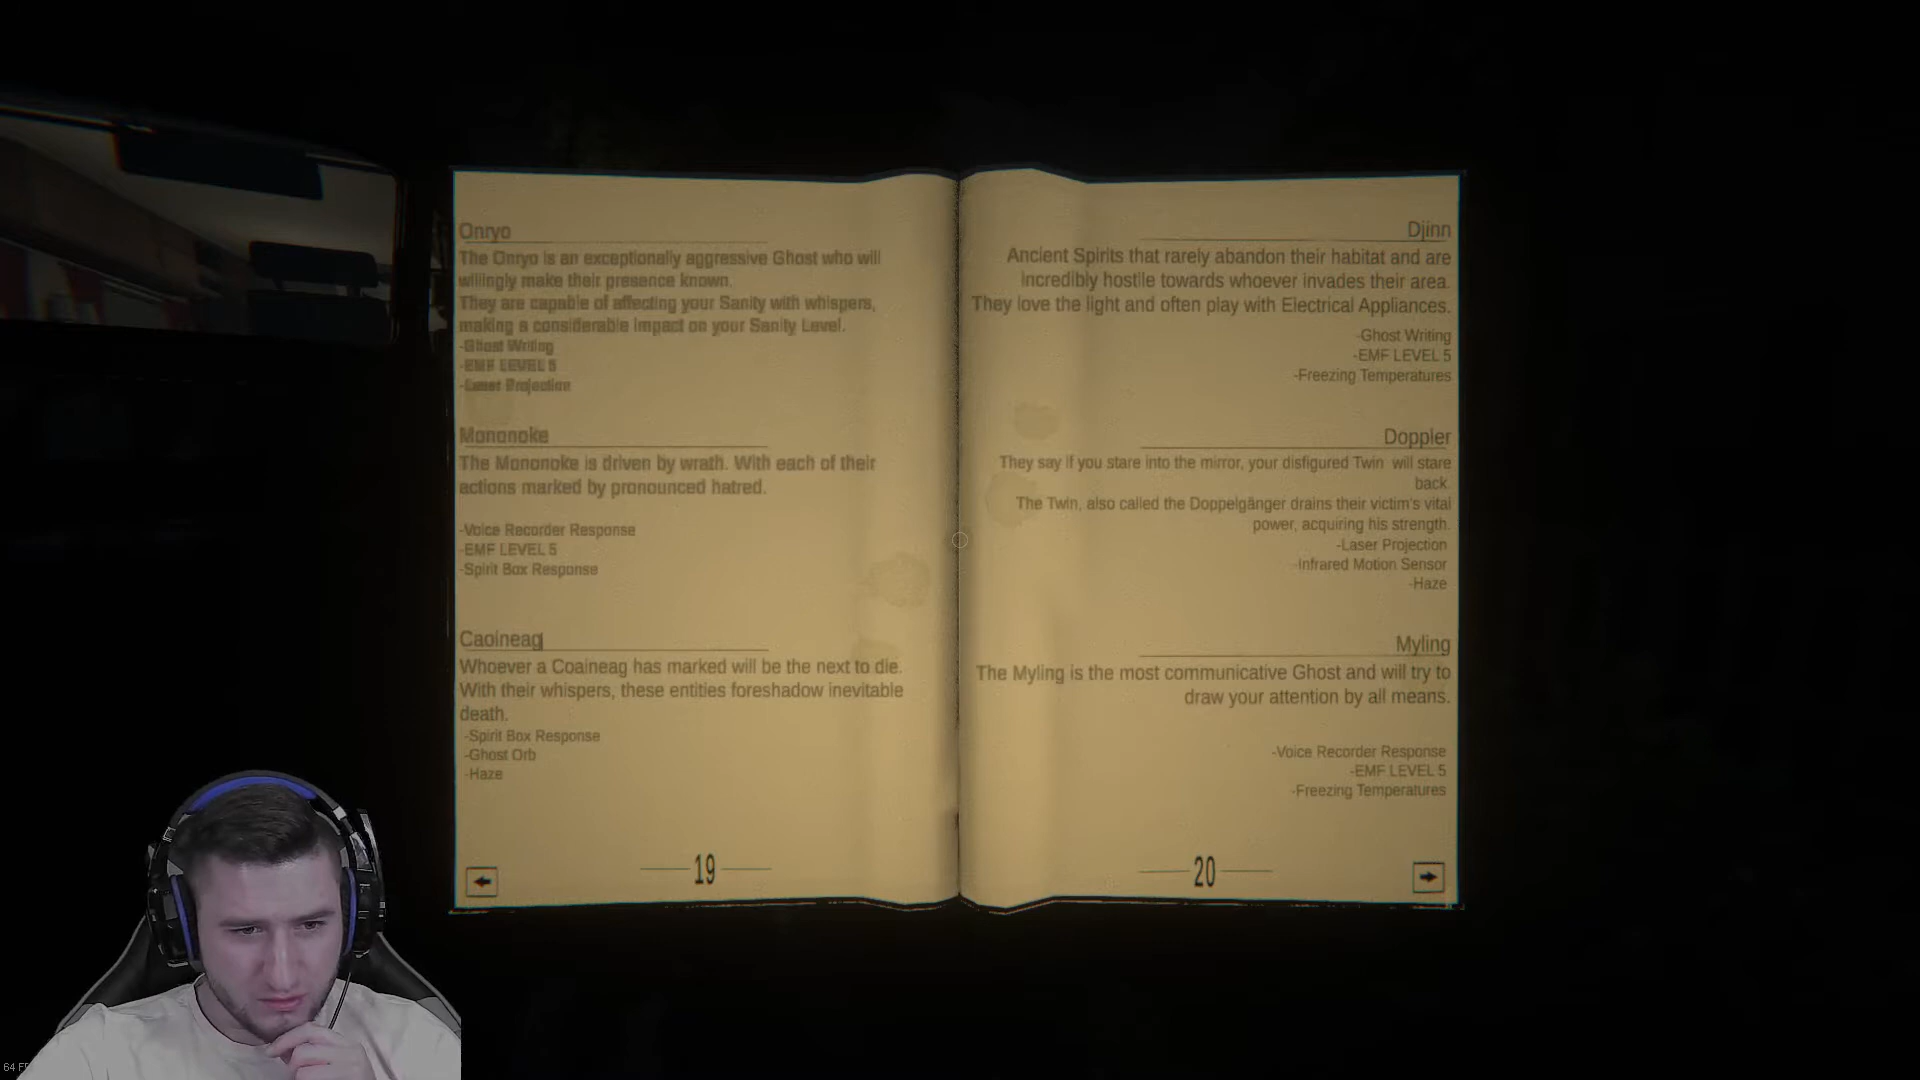 Onryo
The Onryo is an exceptionally aggressive Ghost who will
willingly make their presence known.
They are capable of affecting your Sanity with whispers,
making a considerable impact on your Sanity Level.
-Ghost Writing
-EMF LEVEL 5
-Laser Projection
Mononoke
The Mononoke is driven by wrath. With each of their
actions marked by pronounced hatred.
-Voice Recorder Response
-EMF LEVEL 5
-Spirit Box Response
Caoineag
Whoever a Coaineag has marked will be the next to die.
With their whispers, these entities foreshadow inevitable
death.
-Spirit Box Response
-Ghost Orb
-Haze
19
Djinn
Ancient Spirits that rarely abandon their habitat and are
incredibly hostile towards whoever invades their area.
They love the light and often play with Electrical Appliances.
-Ghost Writing
-EMF LEVEL 5
-Freezing Temperatures
Doppler
They say if you stare into the mirror, your disfigured Twin will stare
back.
The Twin, also called the Doppelgänger drains their victim's vital
power, acquiring his strength.
-Laser Projection
-Infrared Motion Sensor
-Haze
Myling
The Myling is the most communicative Ghost and will try to
draw your attention by all means.
-Voice Recorder Response
-EMF LEVEL 5
-Freezing Temperatures
20
64